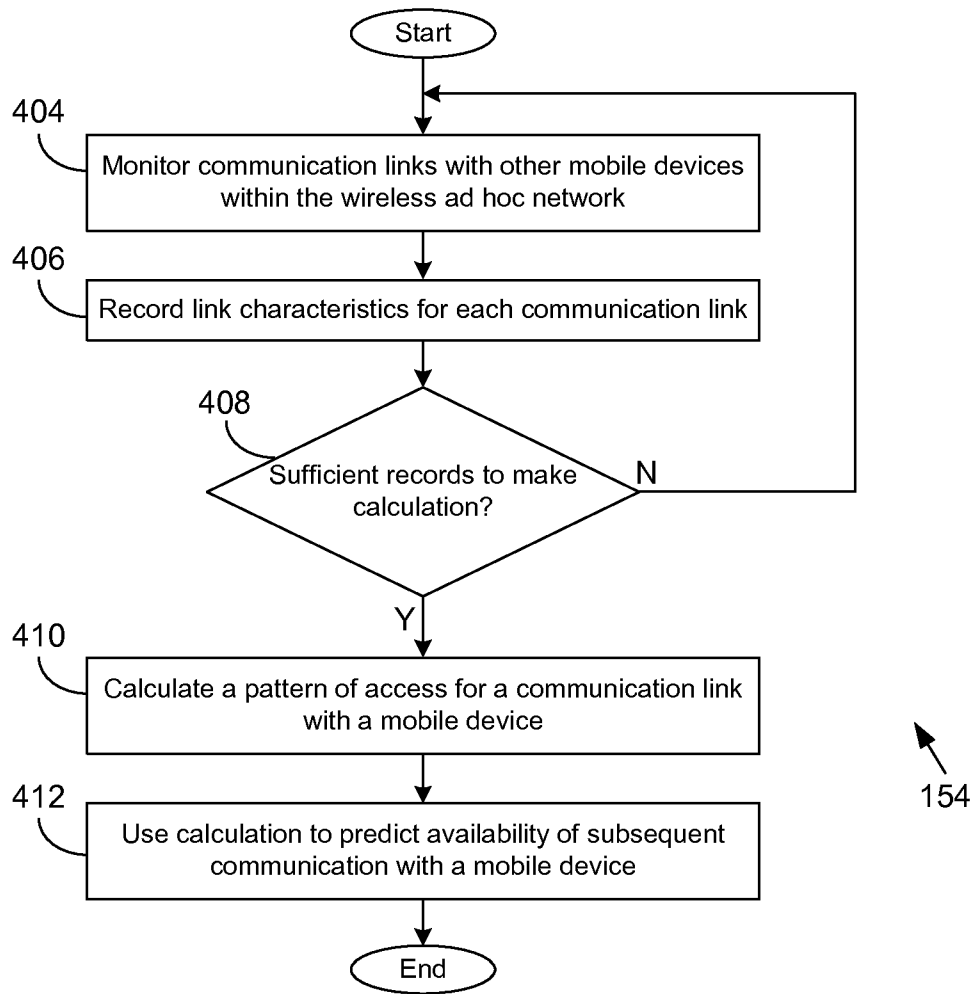 Start
404
Monitor communication links with other mobile devices
within the wireless ad hoc network
406
Record link characteristics for each communication link
408
Sufficient records to make
calculation?
N
Y
410
Calculate a pattern of access for a communication link
with a mobile device
154
412
Use calculation to predict availability of subsequent
communication with a mobile device
End